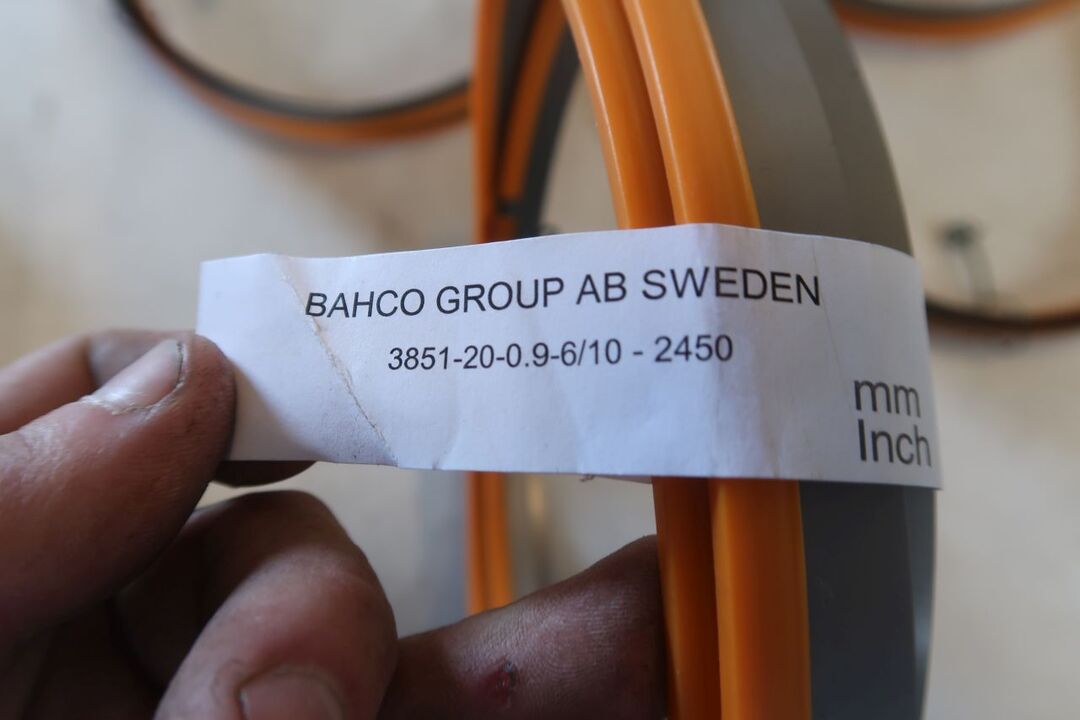 BAHCO GROUP AB SWEDEN
3851-20-0.9-6/10 - 2450
mm
Inch